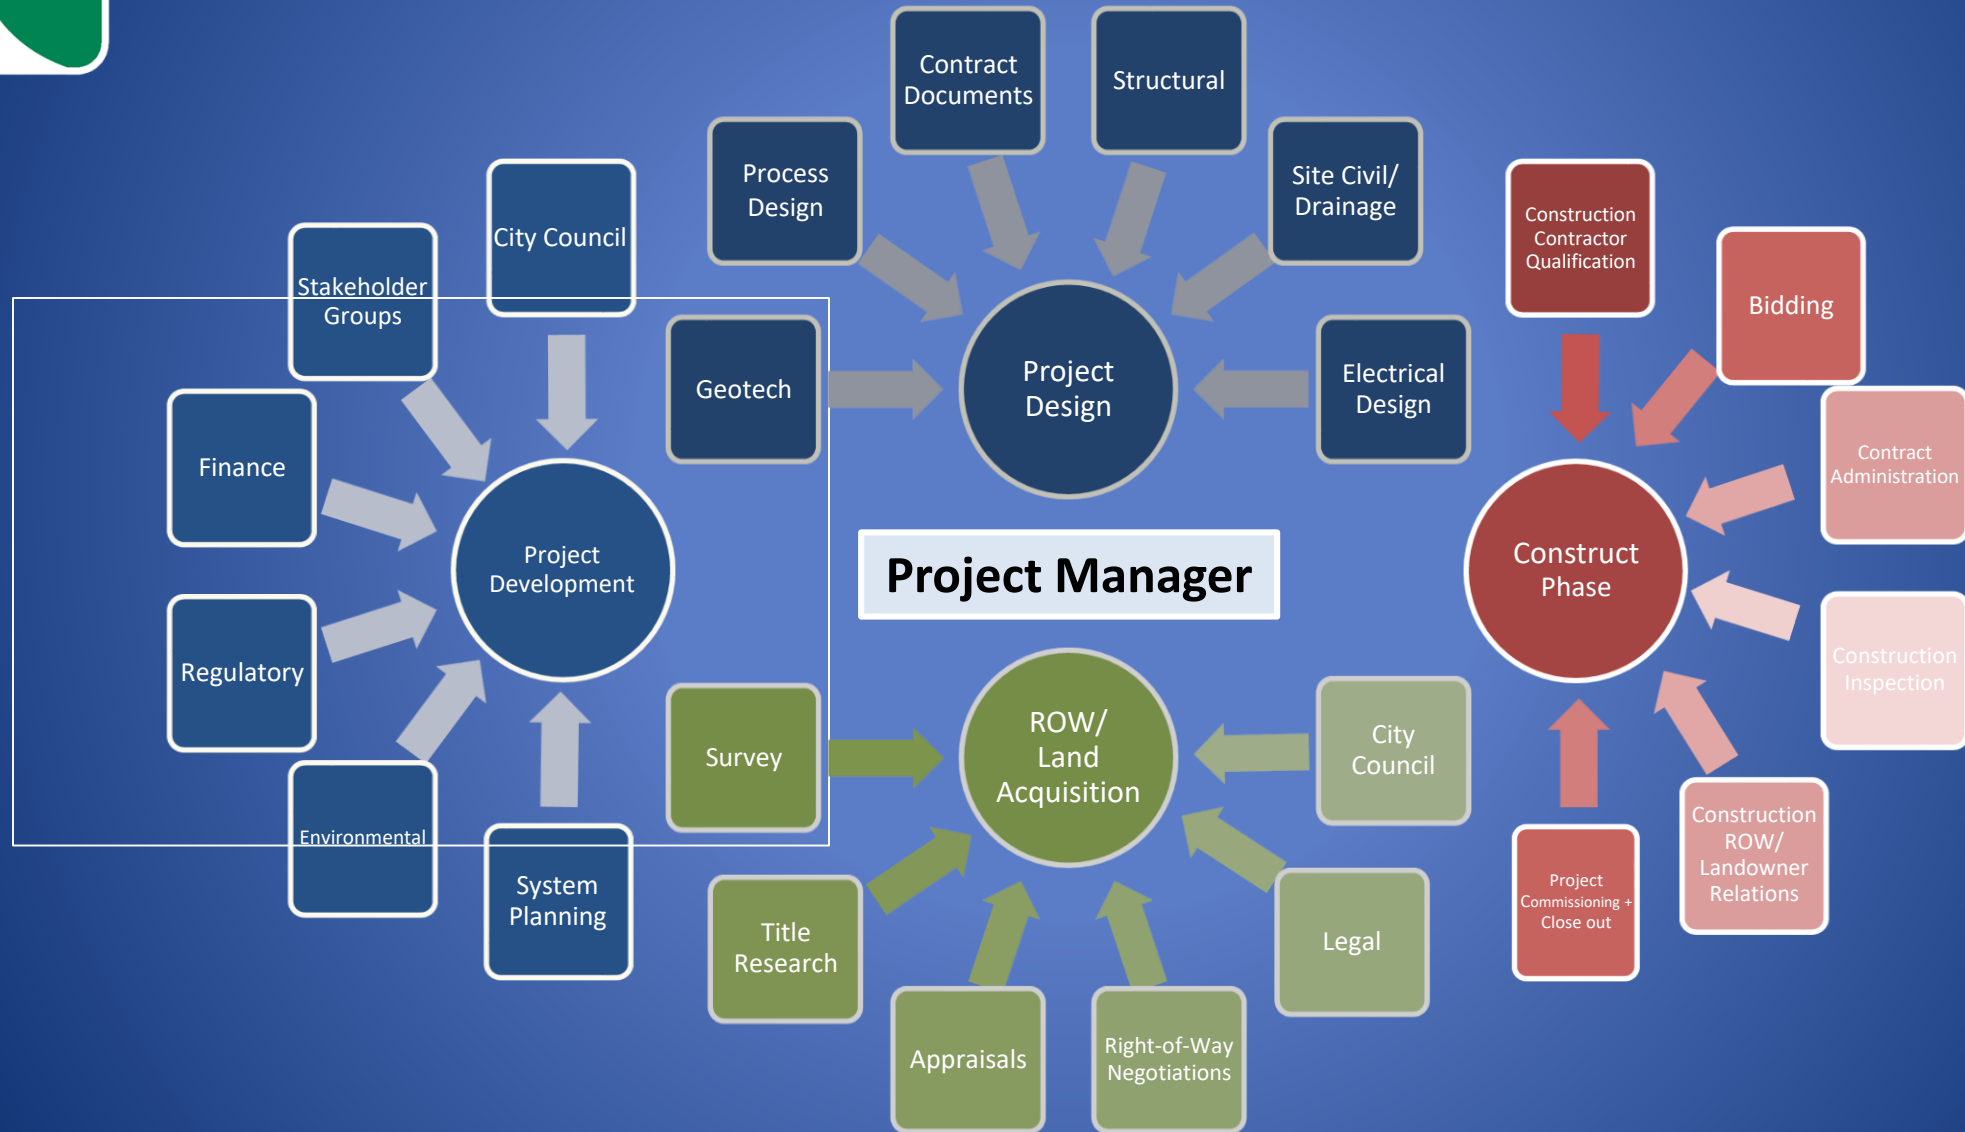 Contract
Documents
Structural
Process
Design
Site Civil/
Drainage
Geotech
Project
Design
Electrical
Design
City Council
Stakeholder
Groups
Finance
Regulatory
Environmental
System
Planning
Project
Development
Project Manager
Construction
Contractor
Qualification
Bidding
Contract
Administration
Construction
Inspection
Construction
ROW/
Landowner
Relations
Project
Commissioning +
Close out
Construct
Phase
Survey
Title
Research
Appraisals
Right-of-Way
Negotiations
Legal
City
Council
ROW/
Land
Acquisition